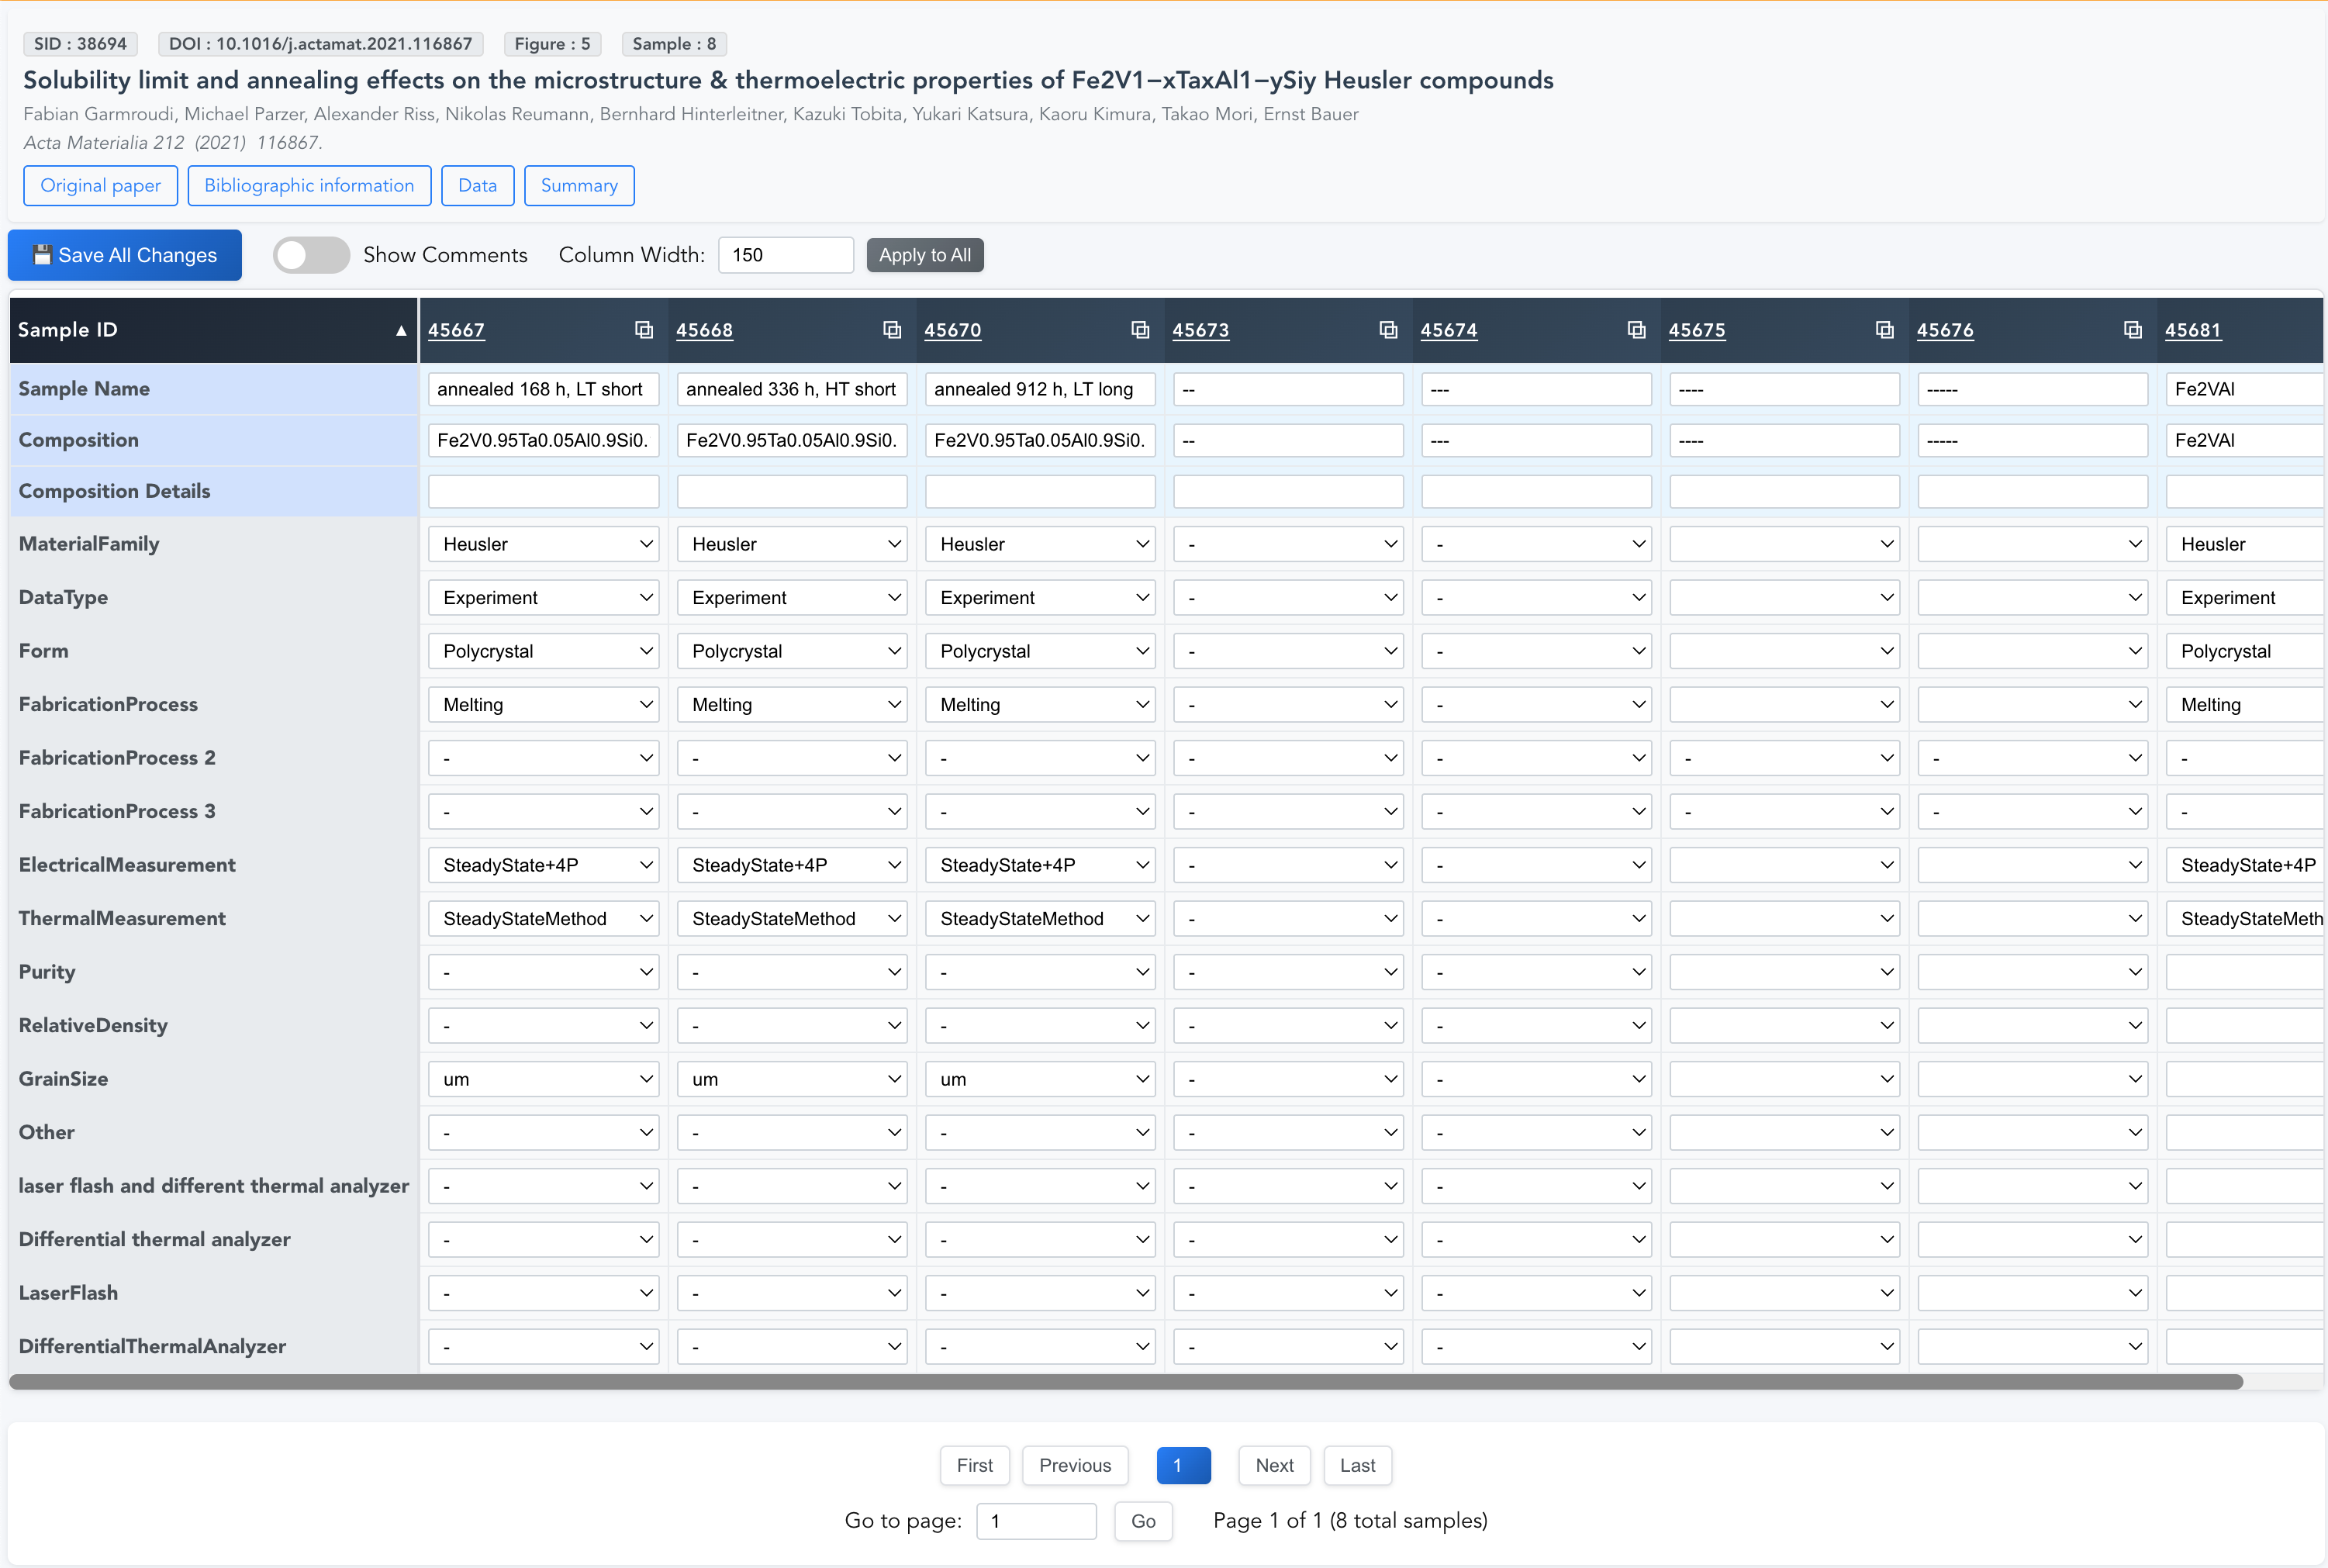 SID : 38694 DOI : 10.1016/j.actamat.2021.116867 Figure : 5 Sample : 8
Solubility limit and annealing effects on the microstructure & thermoelectric properties of Fe2V1−xTaxAl1−ySiy Heusler compounds
Fabian Garmroudi, Michael Parzer, Alexander Riss, Nikolas Reumann, Bernhard Hinterleitner, Kazuki Tobita, Yukari Katsura, Kaoru Kimura, Takao Mori, Ernst Bauer
Acta Materialia 212 (2021) 116867.
Original paper Bibliographic information Data Summary
Save All Changes Show Comments Column Width: 150 Apply to All
Sample ID ▲ 45667 45668 45670 45673 45674 45675 45676 45681
Sample Name annealed 168 h, LT short annealed 336 h, HT short annealed 912 h, LT long -- --- ---- ----- Fe2VAl
Composition Fe2V0.95Ta0.05Al0.9Si0. Fe2V0.95Ta0.05Al0.9Si0. Fe2V0.95Ta0.05Al0.9Si0. -- --- ---- ----- Fe2VAl
Composition Details
MaterialFamily Heusler Heusler Heusler - - Heusler
DataType Experiment Experiment Experiment - - Experiment
Form Polycrystal Polycrystal Polycrystal - - Polycrystal
FabricationProcess Melting Melting Melting - - Melting
FabricationProcess 2 - - - - - - - -
FabricationProcess 3 - - - - - - - -
ElectricalMeasurement SteadyState+4P SteadyState+4P SteadyState+4P - - SteadyState+4P
ThermalMeasurement SteadyStateMethod SteadyStateMethod SteadyStateMethod - - SteadyStateMeth
Purity - - - - -
RelativeDensity - - - - -
GrainSize um um um - -
Other - - - - -
laser flash and different thermal analyzer - - - - -
Differential thermal analyzer - - - - -
LaserFlash - - - - -
DifferentialThermalAnalyzer - - - - -
First Previous 1 Next Last
Go to page: 1 Go Page 1 of 1 (8 total samples)